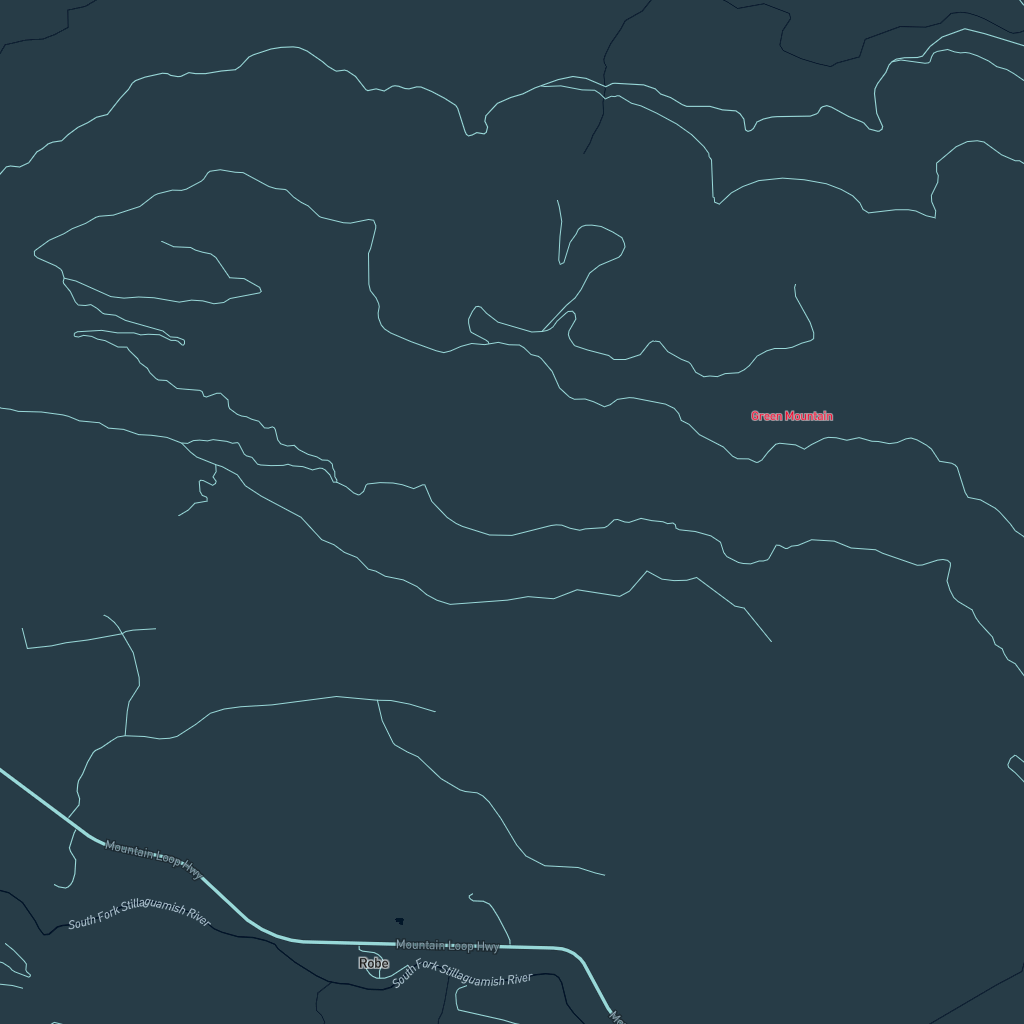 Green Mountain
Mountain Loop Hwy
South Fork Stillaguamish River
Mountain Loop Hwy
Robe
South Fork Stillaguamish River